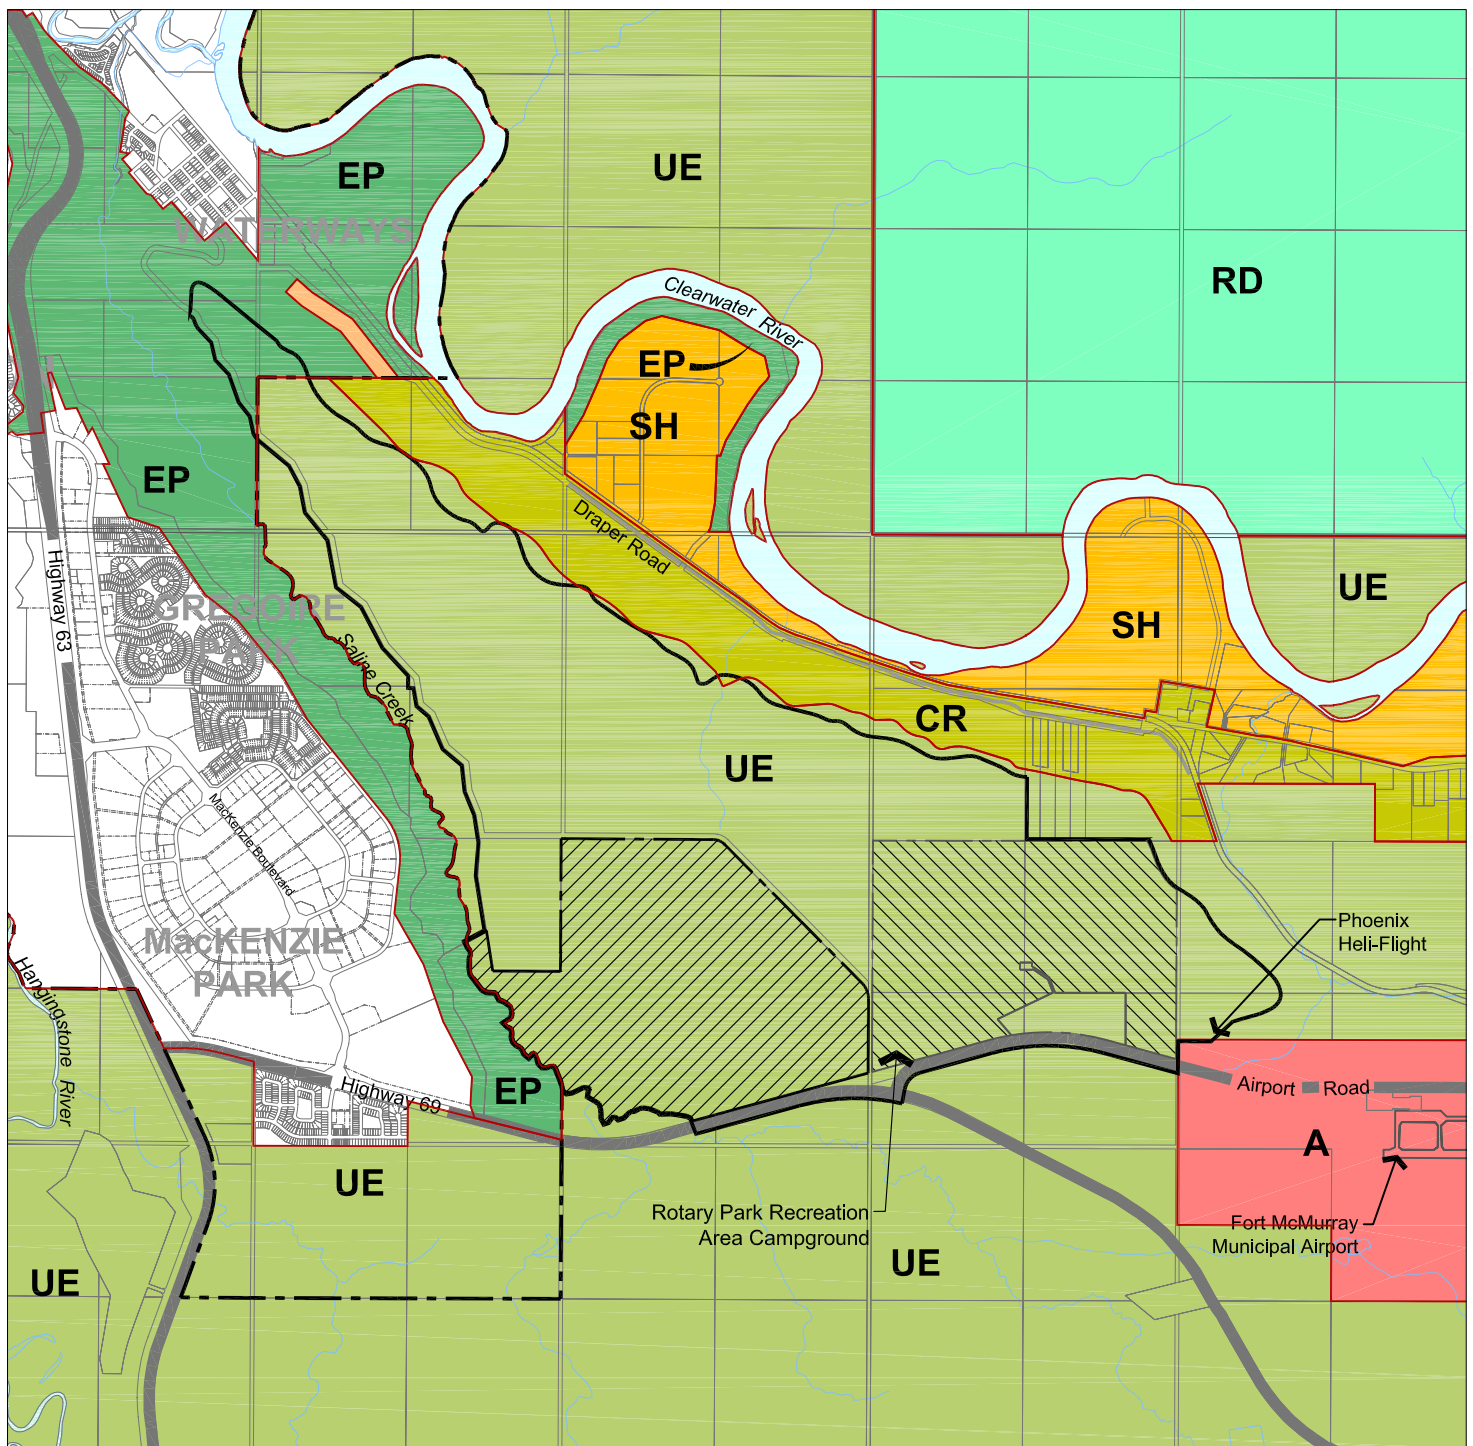 EP
UE
WATERWAYS
RD
Clearwater River
EP
SH
EP
Draper Road
Highway 63
UE
GREGOIRE
PARK
SH
Saline Creek
CR
UE
MacKenzie Boulevard
Phoenix
Heli-Flight
MacKENZIE
PARK
Hangingstone River
EP
Highway 69
Airport Road
A
UE
Rotary Park Recreation
Area Campground
Fort McMurray
Municipal Airport
UE
UE